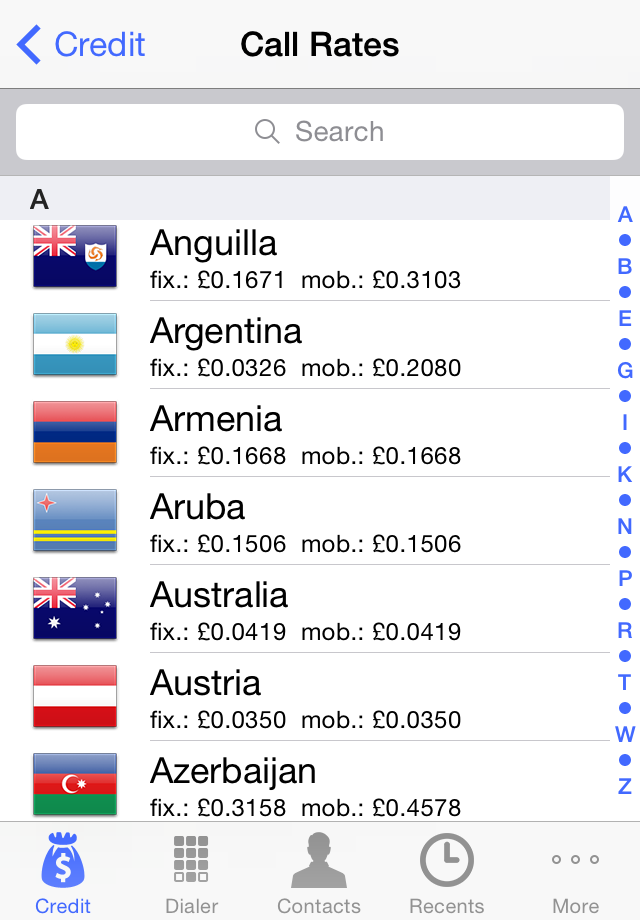 Credit
Call Rates
Search
A
Anguilla
fix.: £0.1671 mob.: £0.3103
Argentina
fix.: £0.0326 mob.: £0.2080
Armenia
fix.: £0.1668 mob.: £0.1668
Aruba
fix.: £0.1506 mob.: £0.1506
Australia
fix.: £0.0419 mob.: £0.0419
Austria
fix.: £0.0350 mob.: £0.0350
Azerbaijan
fix.: £0.3158 mob.: £0.4578
A
B
E
G
I
K
N
P
R
T
W
Z
$
Credit
Dialer
Contacts
Recents
More